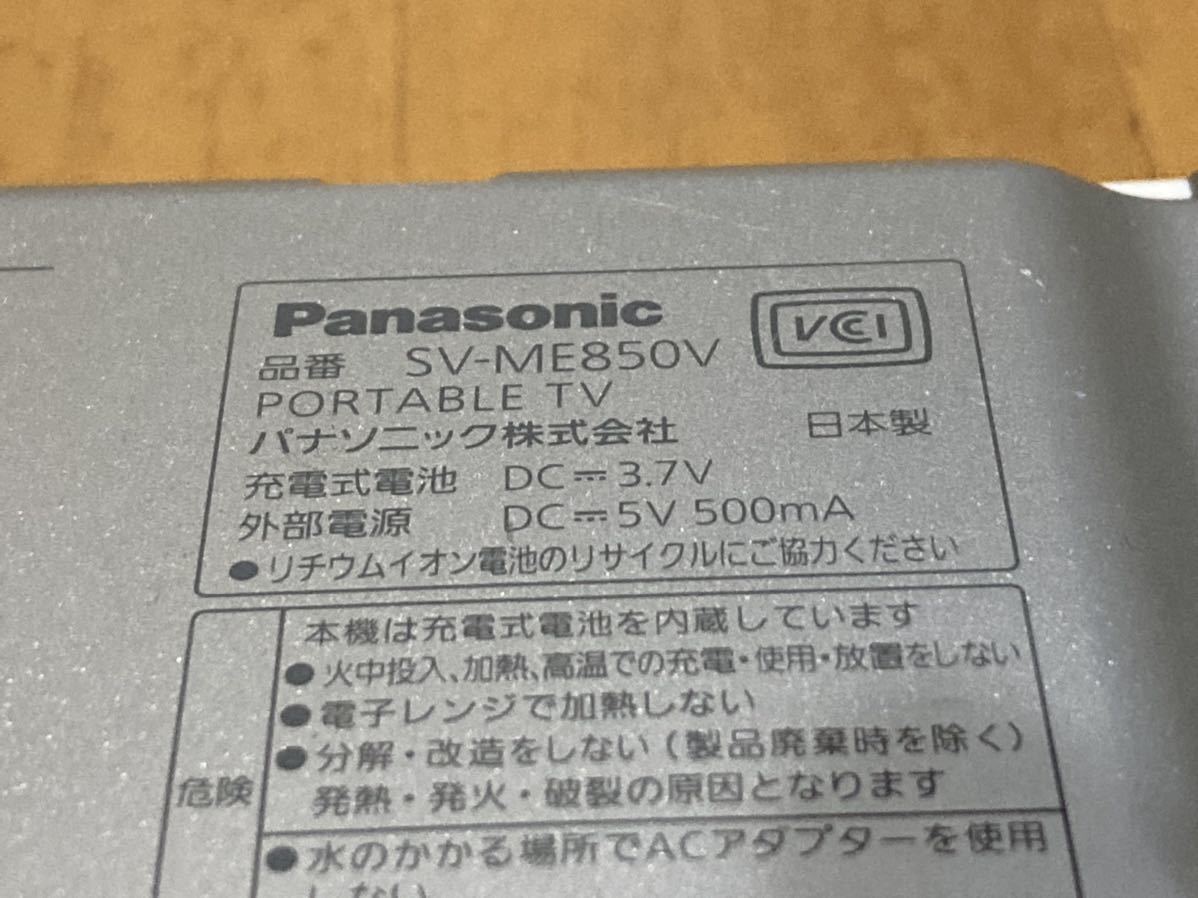 Panasonic
VCI
品番 SV-ME850V
PORTABLE TV
パナソニック株式会社 日本製
充電式電池 DC⎓3.7V
外部電源 DC⎓5V 500mA
●リチウムイオン電池のリサイクルにご協力ください
危険
本機は充電式電池を内蔵しています
●火中投入、加熱、高温での充電・使用・放置をしない
●電子レンジで加熱しない
●分解・改造をしない(製品廃棄時を除く)
発熱・発火・破裂の原因となります
●水のかかる場所でACアダプターを使用
しない